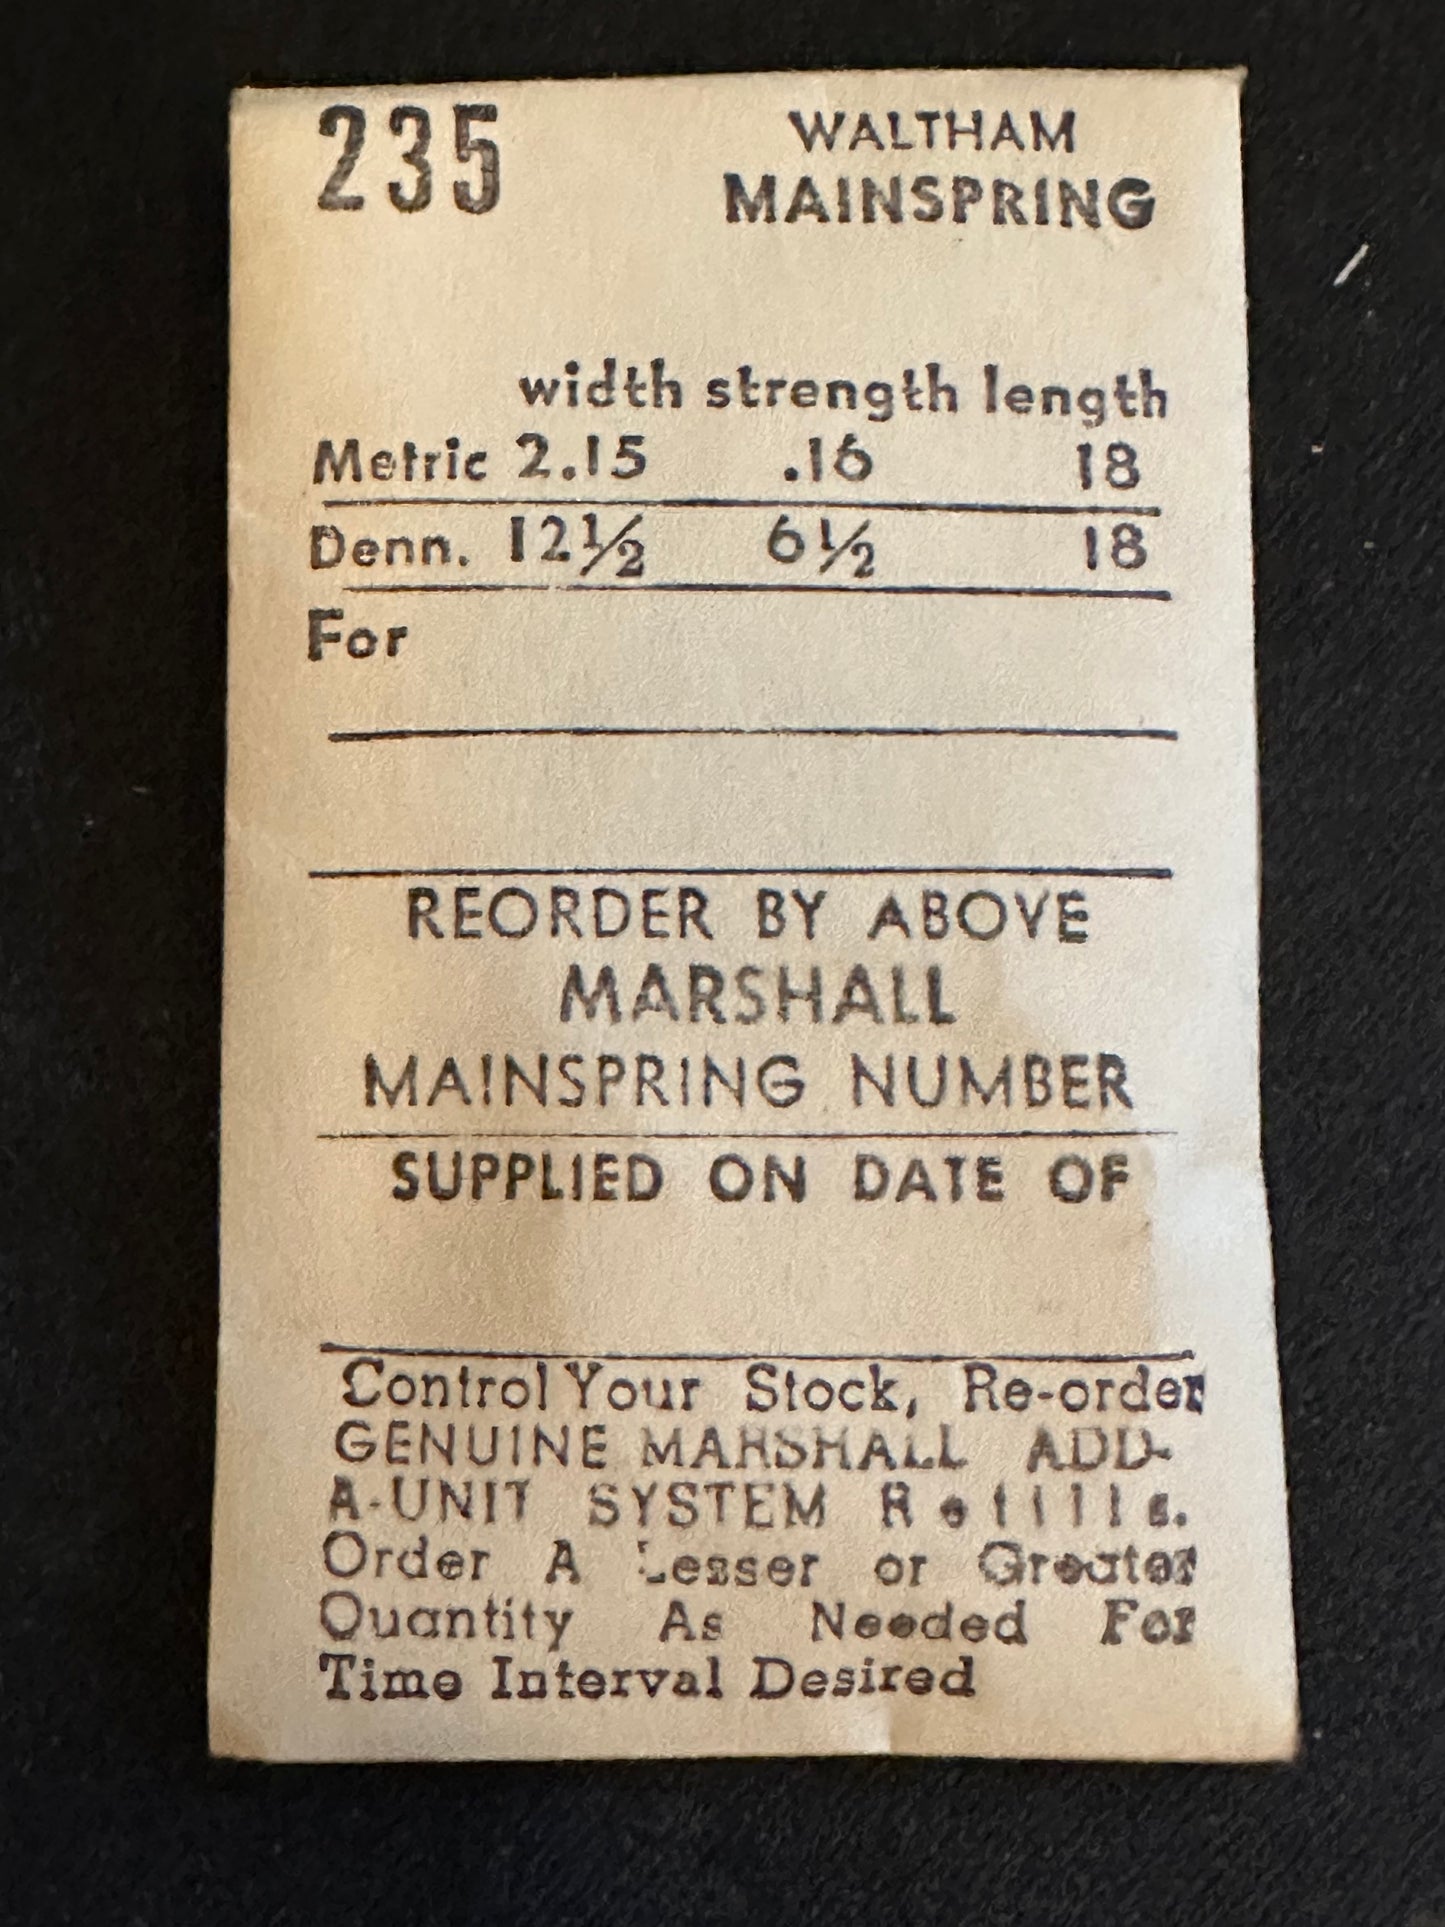 235 WALTHAM
MAINSPRING
width strength length
Metric 2.15 .16 18
Denn. 12½ 6½ 18
For
REORDER BY ABOVE
MARSHALL
MAINSPRING NUMBER
SUPPLIED ON DATE OF
Control Your Stock, Re-order
GENUINE MARSHALL ADD-
A-UNIT SYSTEM Refills.
Order A Lesser or Greater
Quantity As Needed For
Time Interval Desired